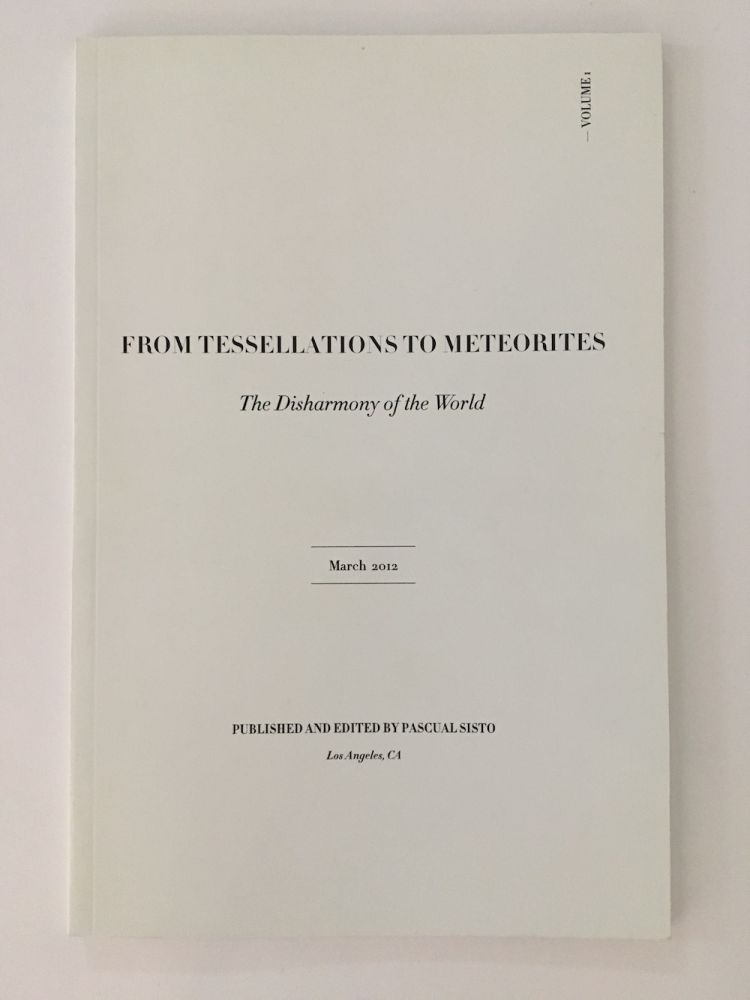 — VOLUME 1
FROM TESSELLATIONS TO METEORITES
The Disharmony of the World
March 2012
PUBLISHED AND EDITED BY PASCUAL SISTO
Los Angeles, CA